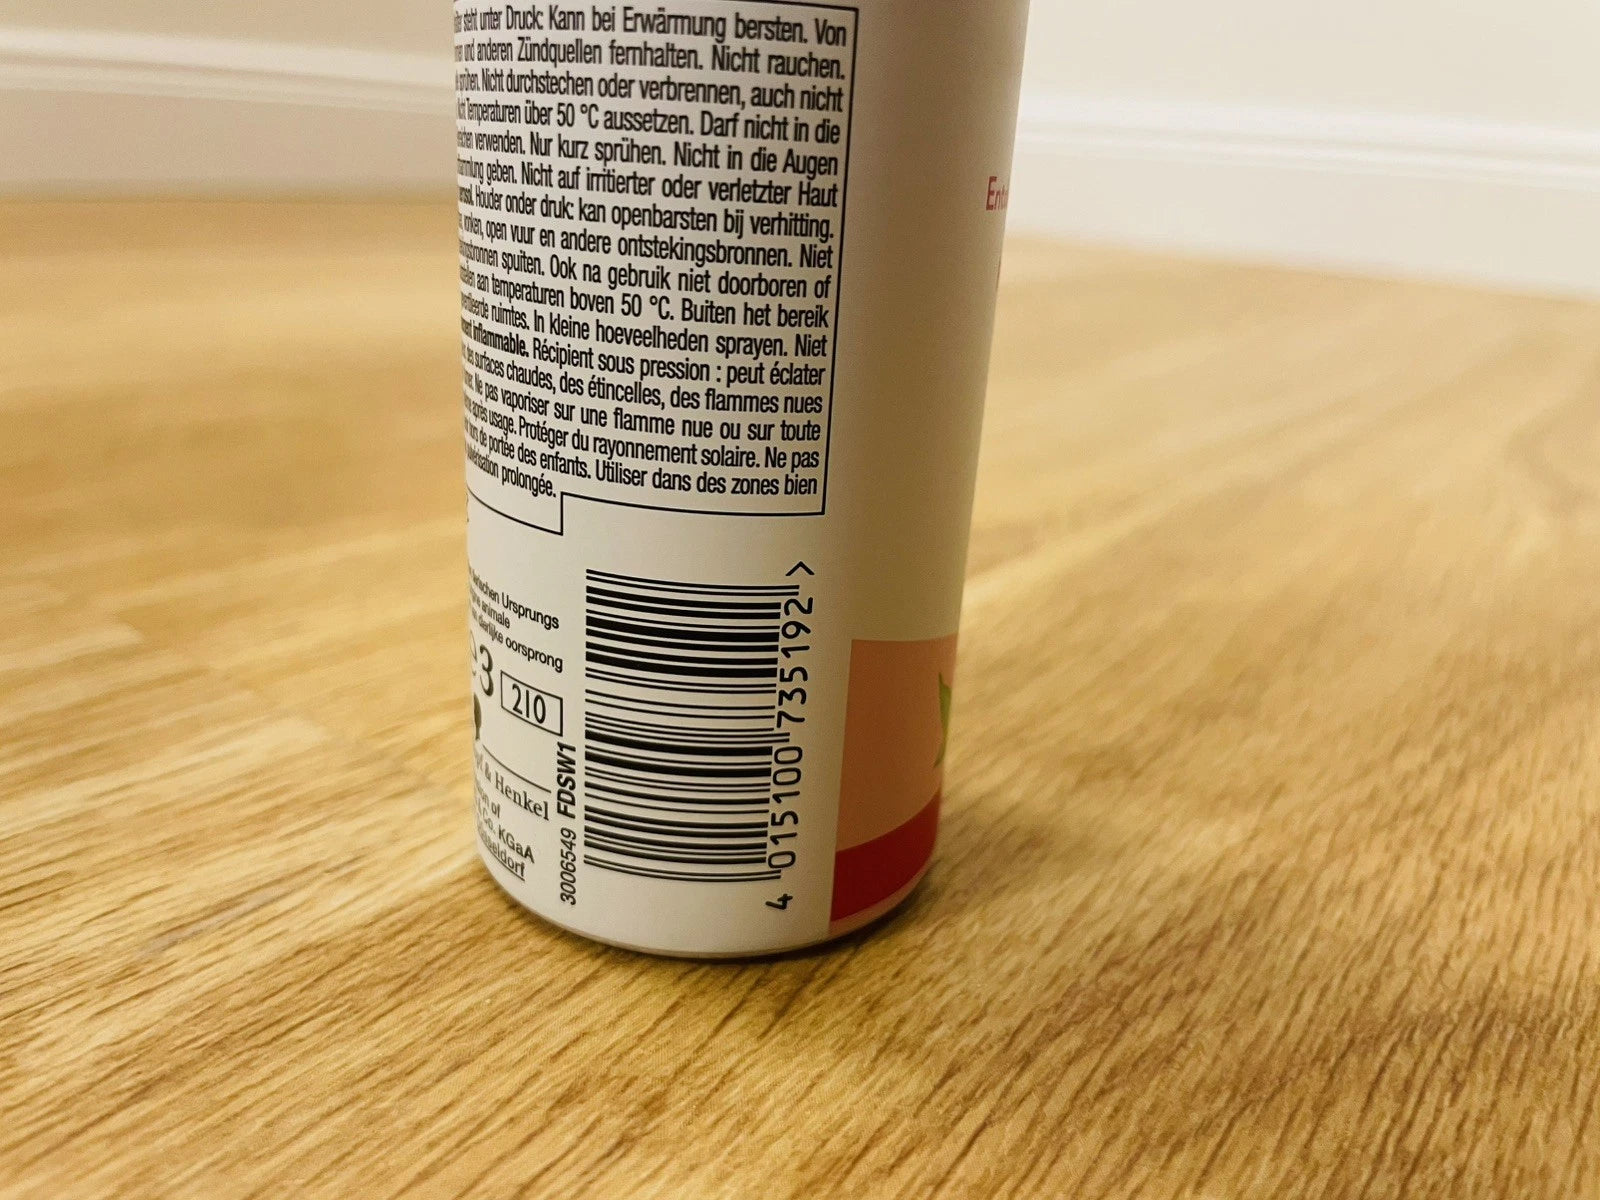 steht unter Druck: Kann bei Erwärmung bersten. Von
und anderen Zündquellen fernhalten. Nicht rauchen.
sprühen. Nicht durchstechen oder verbrennen, auch nicht
Temperaturen über 50 °C aussetzen. Darf nicht in die
verwenden. Nur kurz sprühen. Nicht in die Augen
geben. Nicht auf irritierter oder verletzter Haut
Houder onder druk: kan openbarsten bij verhitting.
vonken, open vuur en andere ontstekingsbronnen. Niet
spuiten. Ook na gebruik niet doorboren of
aan temperaturen boven 50 °C. Buiten het bereik
ruimtes. In kleine hoeveelheden sprayen. Niet
inflammable. Récipient sous pression : peut éclater
des surfaces chaudes, des étincelles, des flammes nues
Ne pas vaporiser sur une flamme nue ou sur toute
après usage. Protéger du rayonnement solaire. Ne pas
de portée des enfants. Utiliser dans des zones bien
prolongée.
Ursprungs
animale
oorsprong
3
210
& Henkel
of
Co. KGaA
3006549 FDSW1
4 015100 735192 >